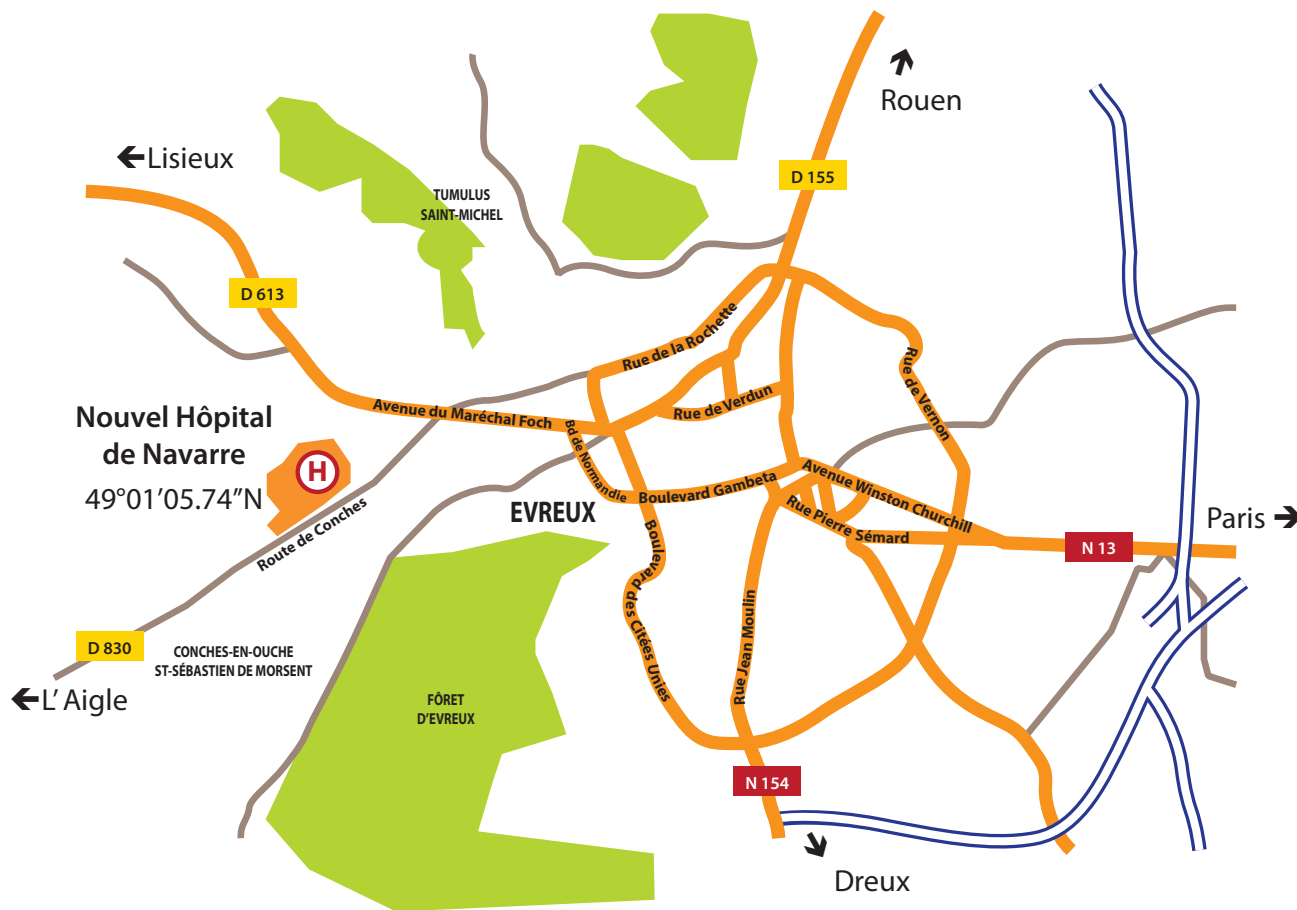 Rouen
Lisieux
D 155
TUMULUS
SAINT-MICHEL
D 613
Rue de la Rochette
Rue de Vernon
Avenue du Maréchal Foch
Rue de Verdun
Nouvel Hôpital
de Navarre
49°01'05.74”N
H
Bd de Normandie
Boulevard Gambeta
Avenue Winston Churchill
EVREUX
Rue Pierre Sémard
Paris
N 13
Route de Conches
Boulevard des Citées Unies
Rue Jean Moulin
D 830
CONCHES-EN-OUCHE
ST-SÉBASTIEN DE MORSENT
L' Aigle
FÔRET
D'EVREUX
N 154
Dreux